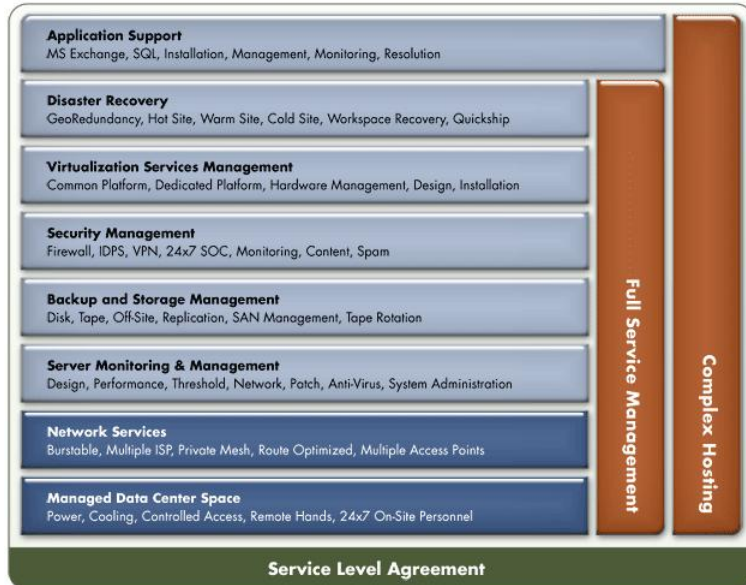 Application Support
MS Exchange, SQL, Installation, Management, Monitoring, Resolution
Disaster Recovery
GeoRedundancy, Hot Site, Warm Site, Cold Site, Workspace Recovery, Quickship
Virtualization Services Management
Common Platform, Dedicated Platform, Hardware Management, Design, Installation
Security Management
Firewall, IDPS, VPN, 24x7 SOC, Monitoring, Content, Spam
Backup and Storage Management
Disk, Tape, Off-Site, Replication, SAN Management, Tape Rotation
Server Monitoring & Management
Design, Performance, Threshold, Network, Patch, Anti-Virus, System Administration
Network Services
Burstable, Multiple ISP, Private Mesh, Route Optimized, Multiple Access Points
Managed Data Center Space
Power, Cooling, Controlled Access, Remote Hands, 24x7 On-Site Personnel
Full Service Management
Complex Hosting
Service Level Agreement